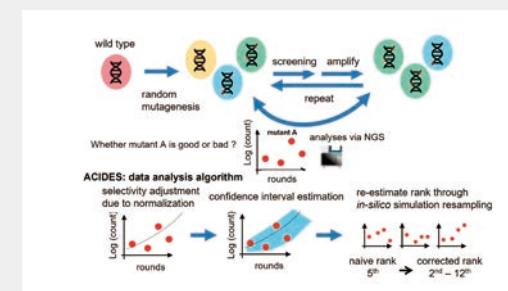 wild type
random
mutagenesis
screening amplify
repeat
Whether mutant A is good or bad ?
mutant A
Log (count)
rounds
analyses via NGS
ACIDES: data analysis algorithm
selectivity adjustment
due to normalization
confidence interval estimation
re-estimate rank through
in-silico simulation resampling
Log (count)
rounds
Log (count)
rounds
naive rank
5th
corrected rank
2nd – 12th